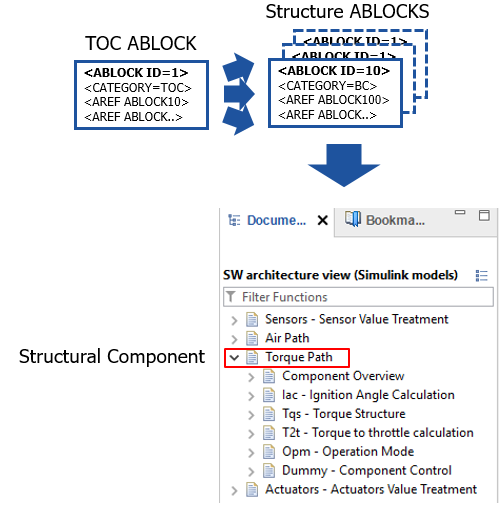 Structure ABLOCKS
TOC ABLOCK
<ABLOCK ID=1>
<CATEGORY=TOC>
<AREF ABLOCK10>
<AREF ABLOCK..>
<ABLOCK ID=1>
<ABLOCK ID=1>
<ABLOCK ID=10>
<CATEGORY=BC>
<AREF ABLOCK100>
<AREF ABLOCK..>
Docume...
Bookma...
SW architecture view (Simulink models)
Filter Functions
Sensors - Sensor Value Treatment
Air Path
Structural Component
Torque Path
Component Overview
Iac - Ignition Angle Calculation
Tqs - Torque Structure
T2t - Torque to throttle calculation
Opm - Operation Mode
Dummy - Component Control
Actuators - Actuators Value Treatment